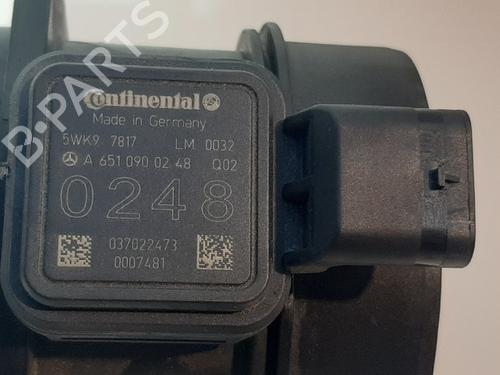 B-PARTS
Continental
Made in Germany
5WK9 7817 LM 0032
A 651 090 02 48 Q02
0248
037022473
0007481